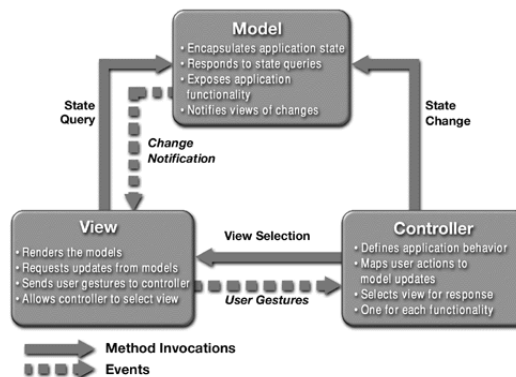 Model
• Encapsulates application state
• Responds to state queries
• Exposes application
functionality
• Notifies views of changes
State
Query
Change
Notification
State
Change
View
• Renders the models
• Requests updates from models
• Sends user gestures to controller
• Allows controller to select view
View Selection
User Gestures
Controller
• Defines application behavior
• Maps user actions to
model updates
• Selects view for response
• One for each functionality
Method Invocations
Events